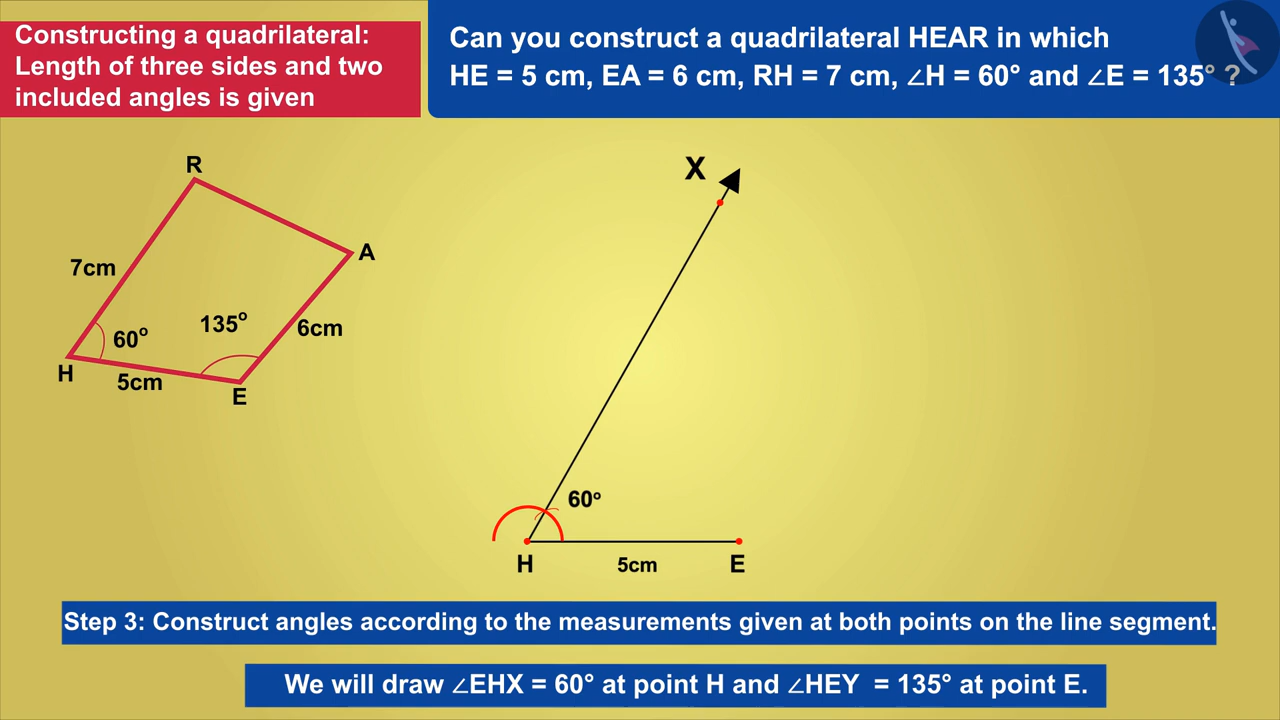 Constructing a quadrilateral:
Length of three sides and two
included angles is given
Can you construct a quadrilateral HEAR in which
HE = 5 cm, EA = 6 cm, RH = 7 cm, ∠H = 60° and ∠E = 135° ?
R
A
7cm
135°
6cm
60°
H
5cm
E
X
60°
H
5cm
E
Step 3: Construct angles according to the measurements given at both points on the line segment.
We will draw ∠EHX = 60° at point H and ∠HEY = 135° at point E.